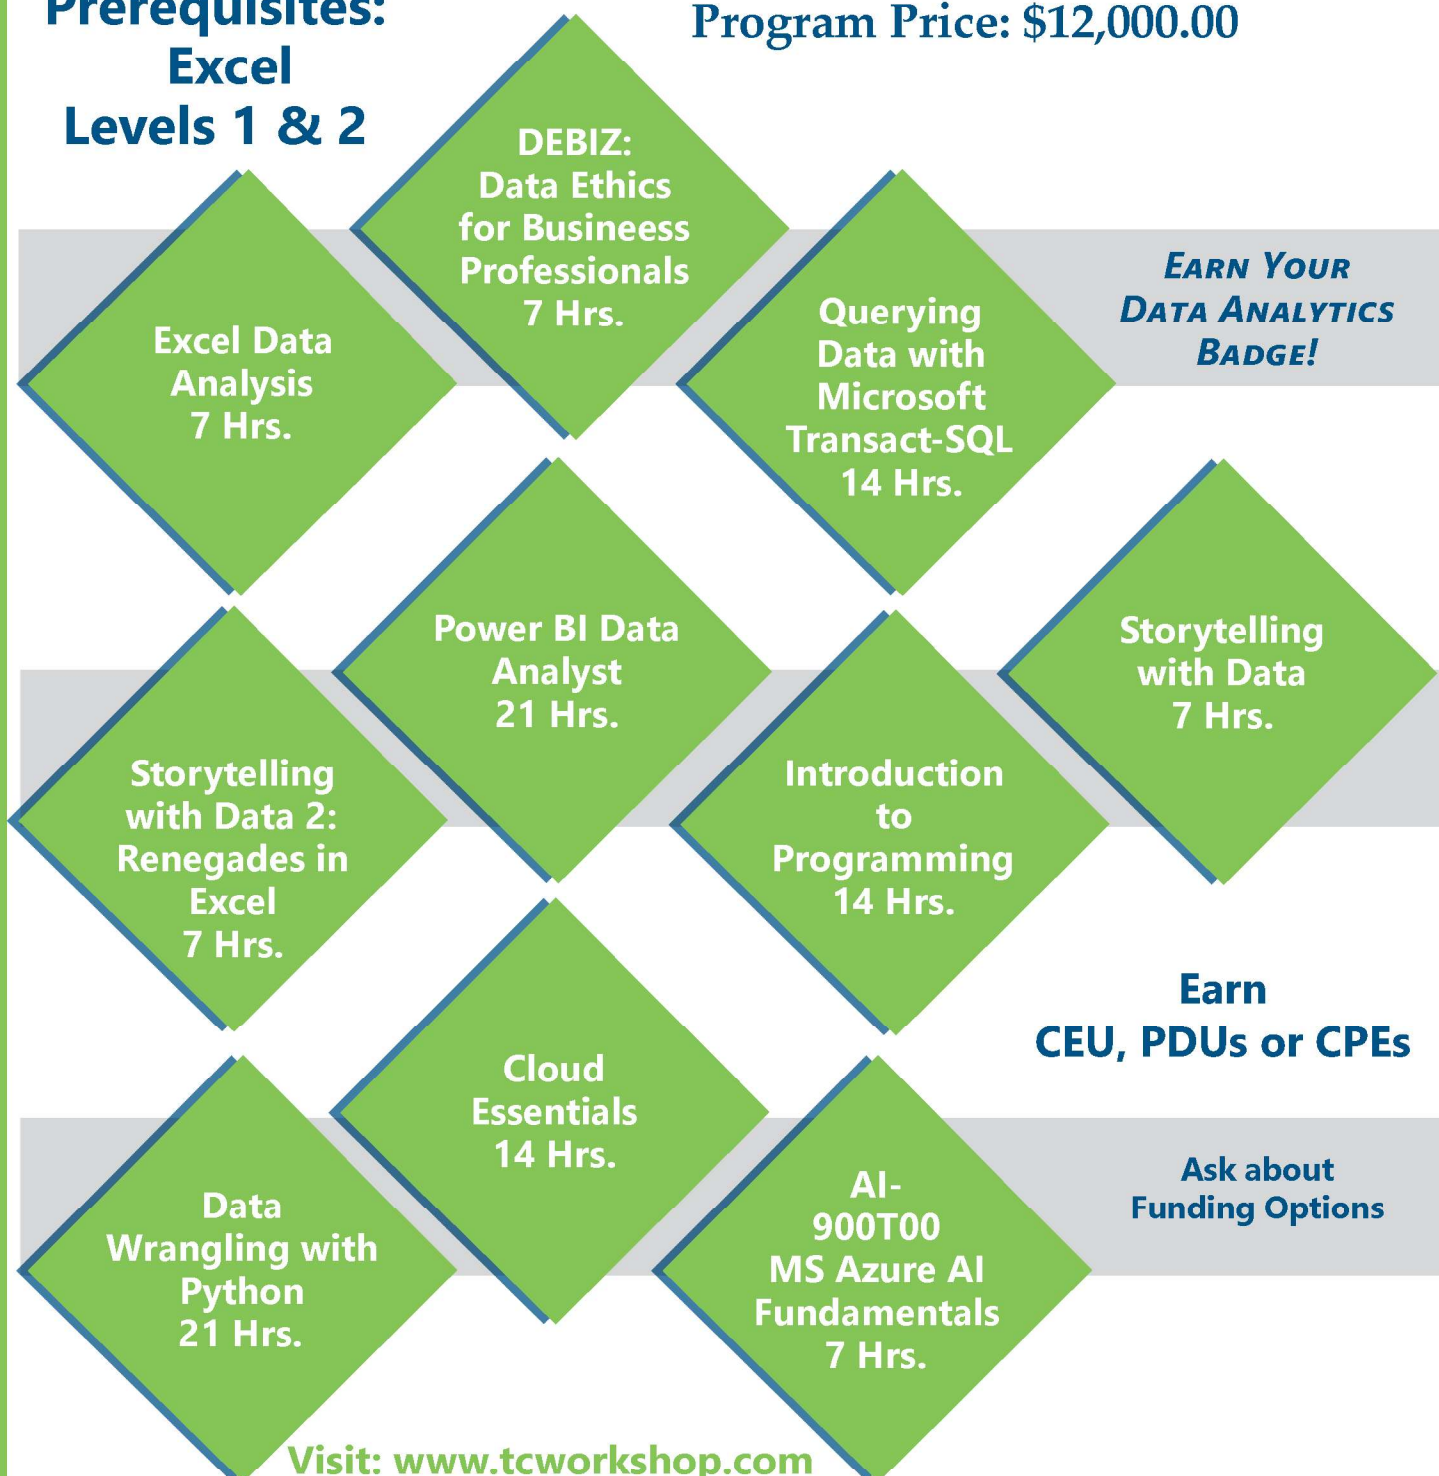 Prerequisites:
Excel
Levels 1 & 2
Program Price: $12,000.00
DEBIZ:
Data Ethics
for Busineess
Professionals
7 Hrs.
Excel Data
Analysis
7 Hrs.
Querying
Data with
Microsoft
Transact-SQL
14 Hrs.
EARN YOUR
DATA ANALYTICS
BADGE!
Power BI Data
Analyst
21 Hrs.
Storytelling
with Data
7 Hrs.
Storytelling
with Data 2:
Renegades in
Excel
7 Hrs.
Introduction
to
Programming
14 Hrs.
Earn
CEU, PDUs or CPEs
Cloud
Essentials
14 Hrs.
Ask about
Funding Options
Data
Wrangling with
Python
21 Hrs.
AI-
900T00
MS Azure AI
Fundamentals
7 Hrs.
Visit: www.tcworkshop.com